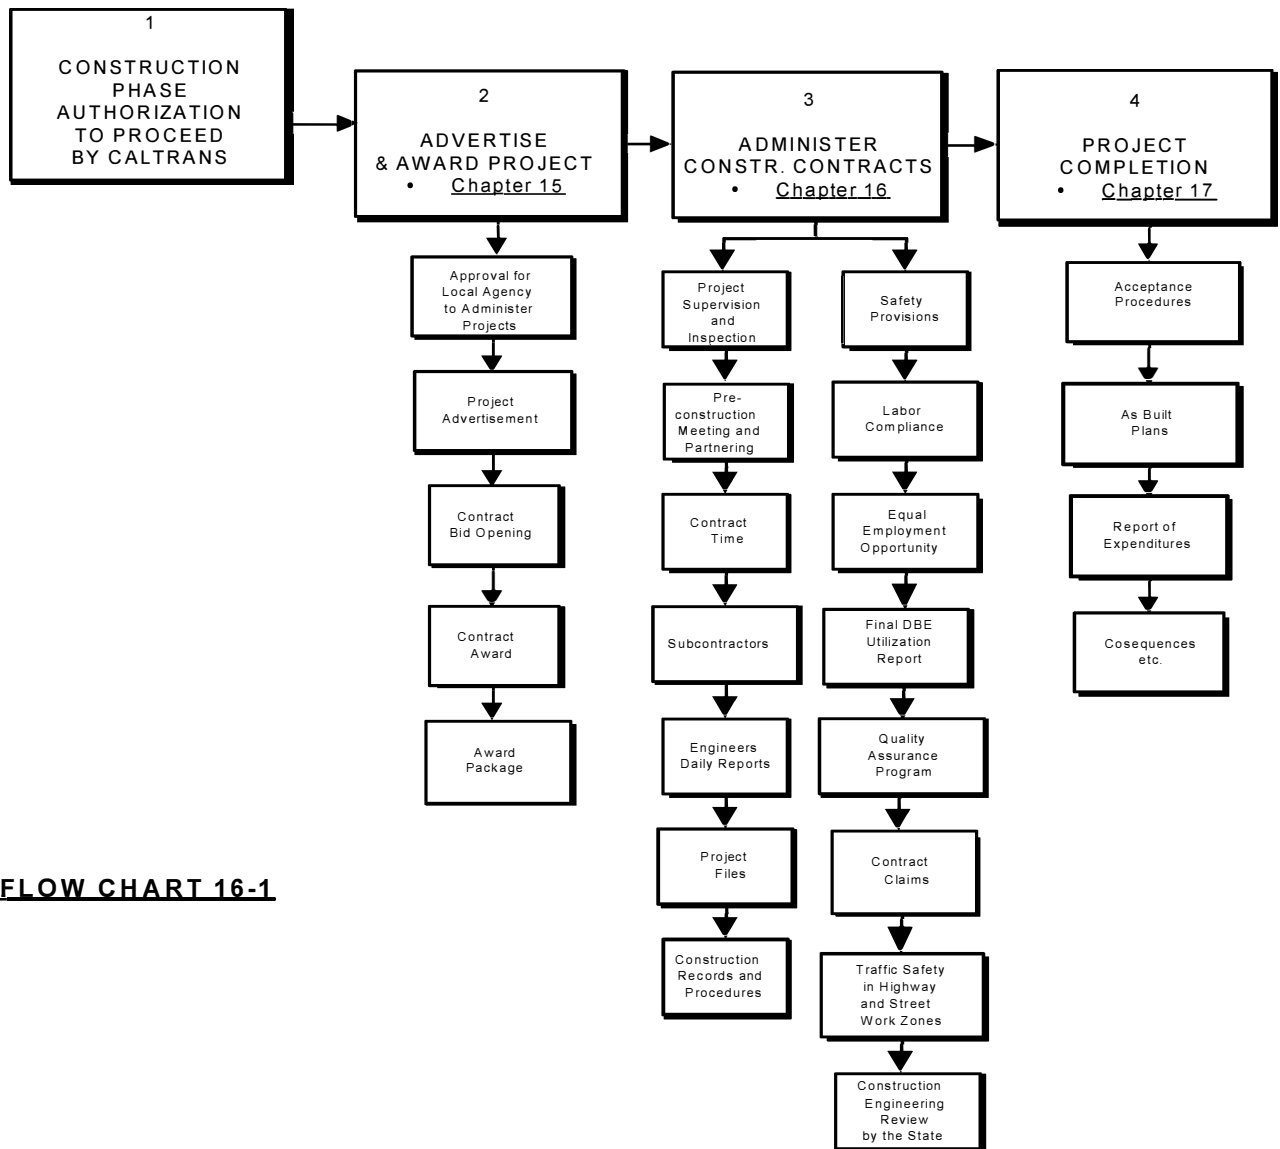 1
CONSTRUCTION
PHASE
AUTHORIZATION
TO PROCEED
BY CALTRANS
2
ADVERTISE
& AWARD PROJECT
• Chapter 15
3
ADMINISTER
CONSTR. CONTRACTS
• Chapter 16
4
PROJECT
COMPLETION
• Chapter 17
Approval for
Local Agency
to Administer
Projects
Project
Advertisement
Contract
Bid Opening
Contract
Award
Award
Package
Project
Supervision
and
Inspection
Pre-
construction
Meeting and
Partnering
Contract
Time
Subcontractors
Engineers
Daily Reports
Project
Files
Construction
Records and
Procedures
Safety
Provisions
Labor
Compliance
Equal
Employment
Opportunity
Final DBE
Utilization
Report
Quality
Assurance
Program
Contract
Claims
Traffic Safety
in Highway
and Street
Work Zones
Construction
Engineering
Review
by the State
Acceptance
Procedures
As Built
Plans
Report of
Expenditures
Cosequences
etc.
FLOW CHART 16-1